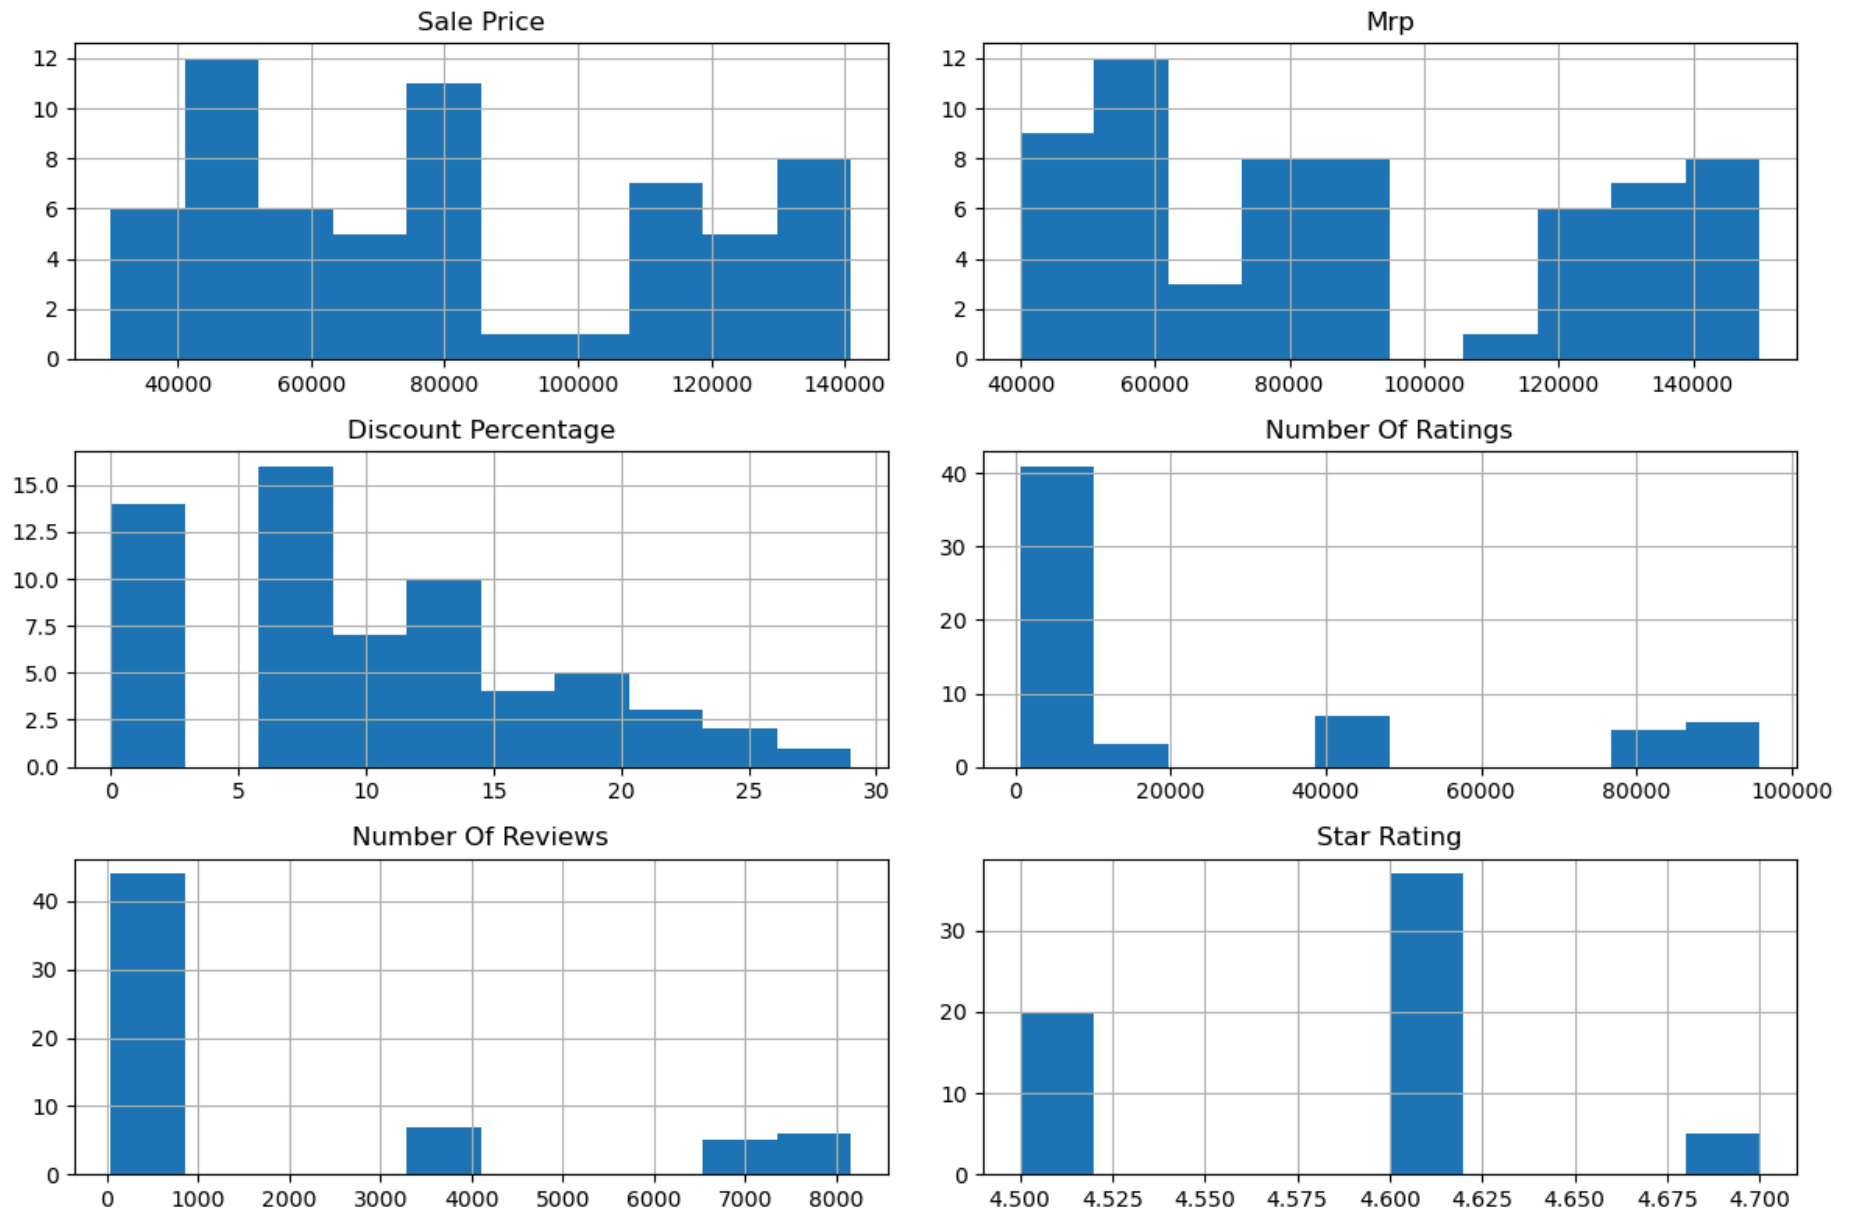 Sale Price
12
10
8
6
4
2
0
40000 60000 80000 100000 120000 140000
Mrp
12
10
8
6
4
2
0
40000 60000 80000 100000 120000 140000
Discount Percentage
15.0
12.5
10.0
7.5
5.0
2.5
0.0
0 5 10 15 20 25 30
Number Of Ratings
40
30
20
10
0
0 20000 40000 60000 80000 100000
Number Of Reviews
40
30
20
10
0
0 1000 2000 3000 4000 5000 6000 7000 8000
Star Rating
30
20
10
0
4.500 4.525 4.550 4.575 4.600 4.625 4.650 4.675 4.700